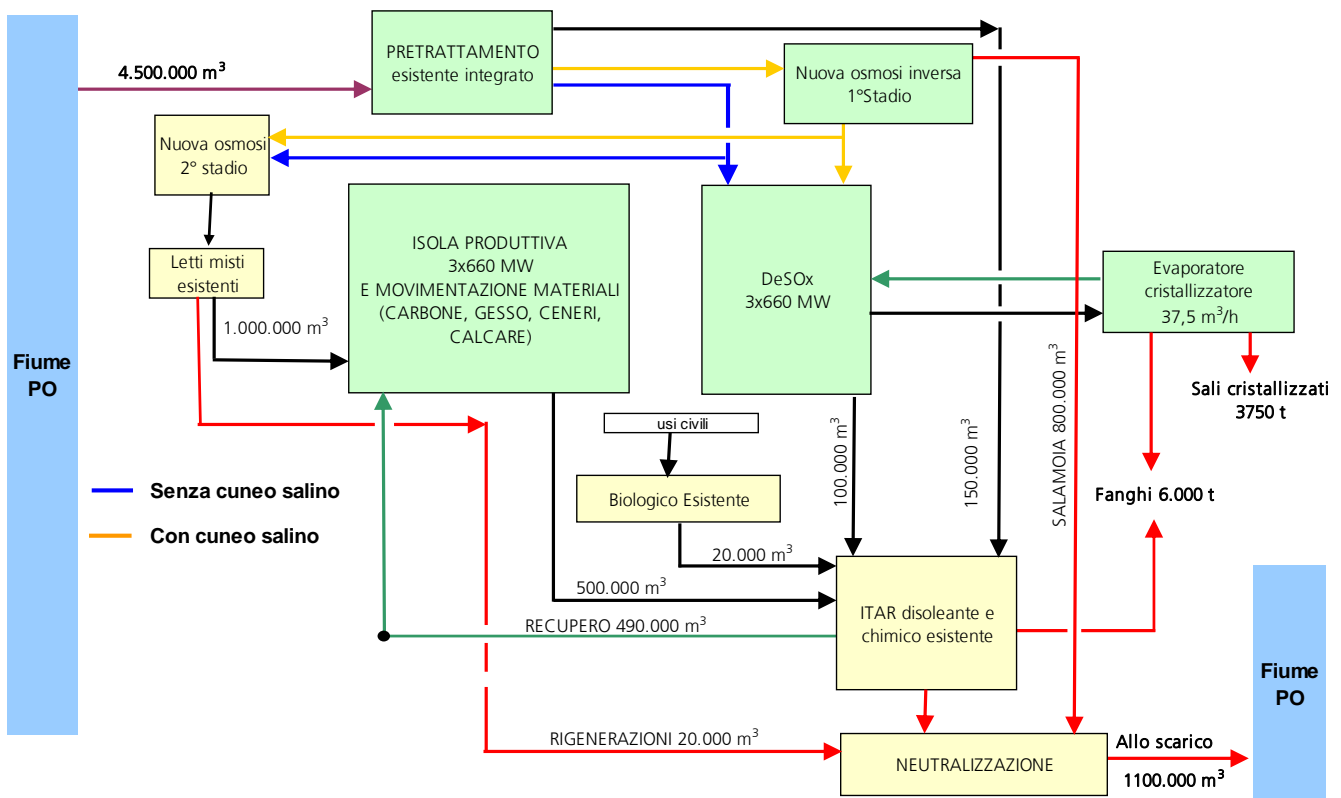 PRETRATTAMENTO
esistente integrato
4.500.000 m³
Nuova osmosi inversa
1°Stadio
Nuova osmosi
2° stadio
Letti misti
esistenti
1.000.000 m³
ISOLA PRODUTTIVA
3x660 MW
E MOVIMENTAZIONE MATERIALI
(CARBONE, GESSO, CENERI,
CALCARE)
DeSOx
3x660 MW
Evaporatore
cristallizzatore
37,5 m³/h
Fiume
PO
Sali cristallizzati
3750 t
usi civili
100.000 m³
150.000 m³
SALAMOIA 800.000 m³
Senza cuneo salino
Con cuneo salino
Biologico Esistente
Fanghi 6.000 t
20.000 m³
500.000 m³
ITAR disoleante e
chimico esistente
RECUPERO 490.000 m³
Fiume
PO
RIGENERAZIONI 20.000 m³
NEUTRALIZZAZIONE
Allo scarico
1100.000 m³